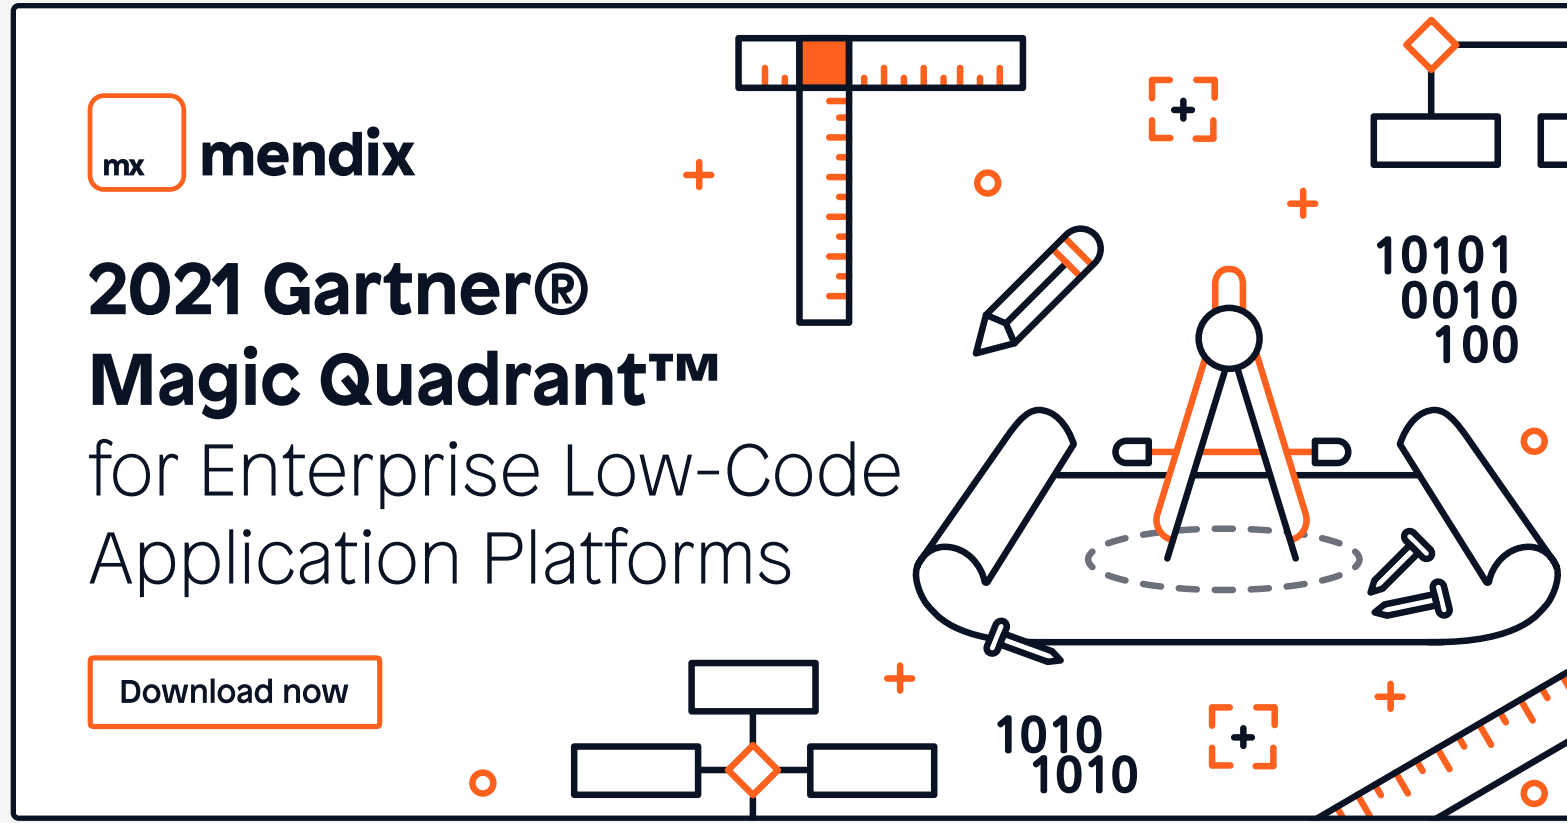 mx
mendix
2021 Gartner®
Magic Quadrant™
for Enterprise Low-Code
Application Platforms
Download now
10101
0010
100
1010
1010